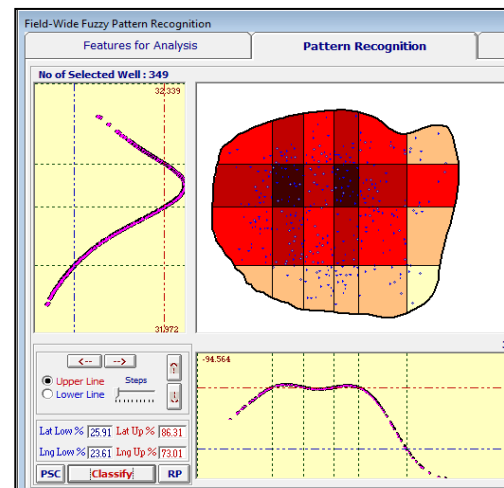 Field-Wide Fuzzy Pattern Recognition
Features for Analysis
Pattern Recognition
No of Selected Well : 349
32.339
31.972
-94.564
<-- -->
Upper Line Steps
Lower Line
Lat Low % 25.91 Lat Up % 86.31
Lng Low % 23.61 Lng Up % 73.01
PSC Classify RP